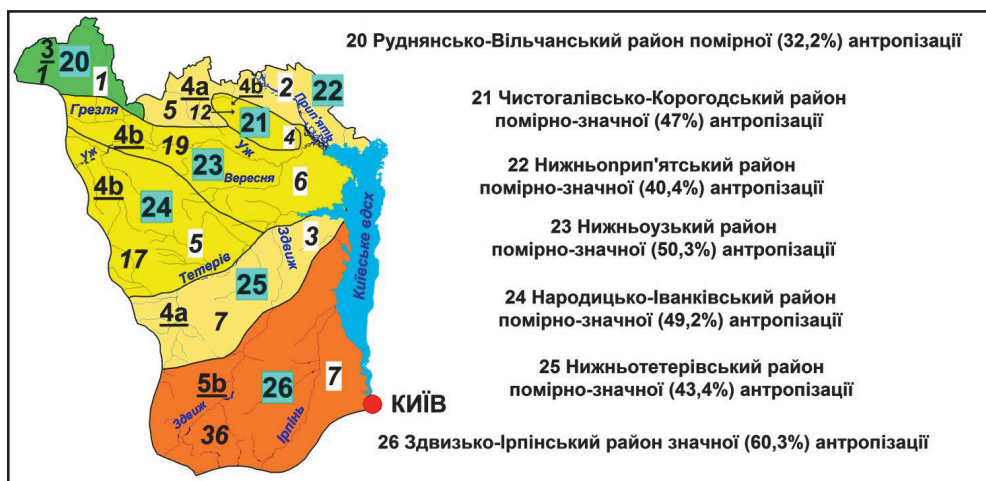 20 Руднянсько-Вільчанський район помірної (32,2%) антропізації
21 Чистогалівсько-Корогодський район
помірно-значної (47%) антропізації
22 Нижньоприп'ятський район
помірно-значної (40,4%) антропізації
23 Нижньоузький район
помірно-значної (50,3%) антропізації
24 Народицько-Іванківський район
помірно-значної (49,2%) антропізації
25 Нижньотетерівський район
помірно-значної (43,4%) антропізації
26 Здвизько-Ірпінський район значної (60,3%) антропізації
3
1
20
1
Грезля
4a
5
12
4b
2
22
Прип'ять
21
4
Уж
4b
19
23
Уж
Вересня
6
4b
24
17
5
Тетерів
Здвиж
3
Київське вдсх
25
4a
7
5b
26
7
Здвиж
36
Ірпінь
КИЇВ